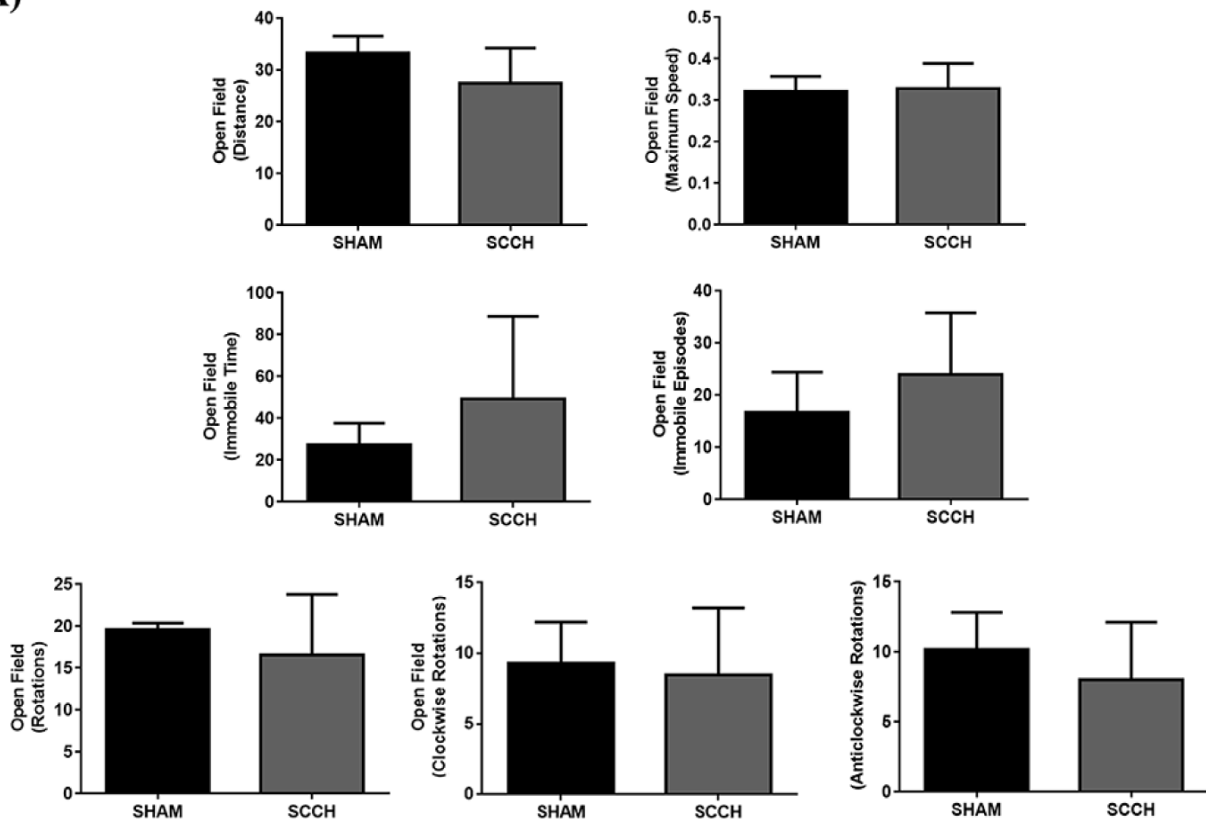 Open Field
(Distance)
40
30
20
10
0
SHAM SCCH
Open Field
(Maximum Speed)
0.5
0.4
0.3
0.2
0.1
0.0
SHAM SCCH
Open Field
(Immobile Time)
100
80
60
40
20
0
SHAM SCCH
Open Field
(Immobile Episodes)
40
30
20
10
0
SHAM SCCH
Open Field
(Rotations)
25
20
15
10
5
0
SHAM SCCH
Open Field
(Clockwise Rotations)
15
10
5
0
SHAM SCCH
(Anticlockwise Rotations)
15
10
5
0
SHAM SCCH